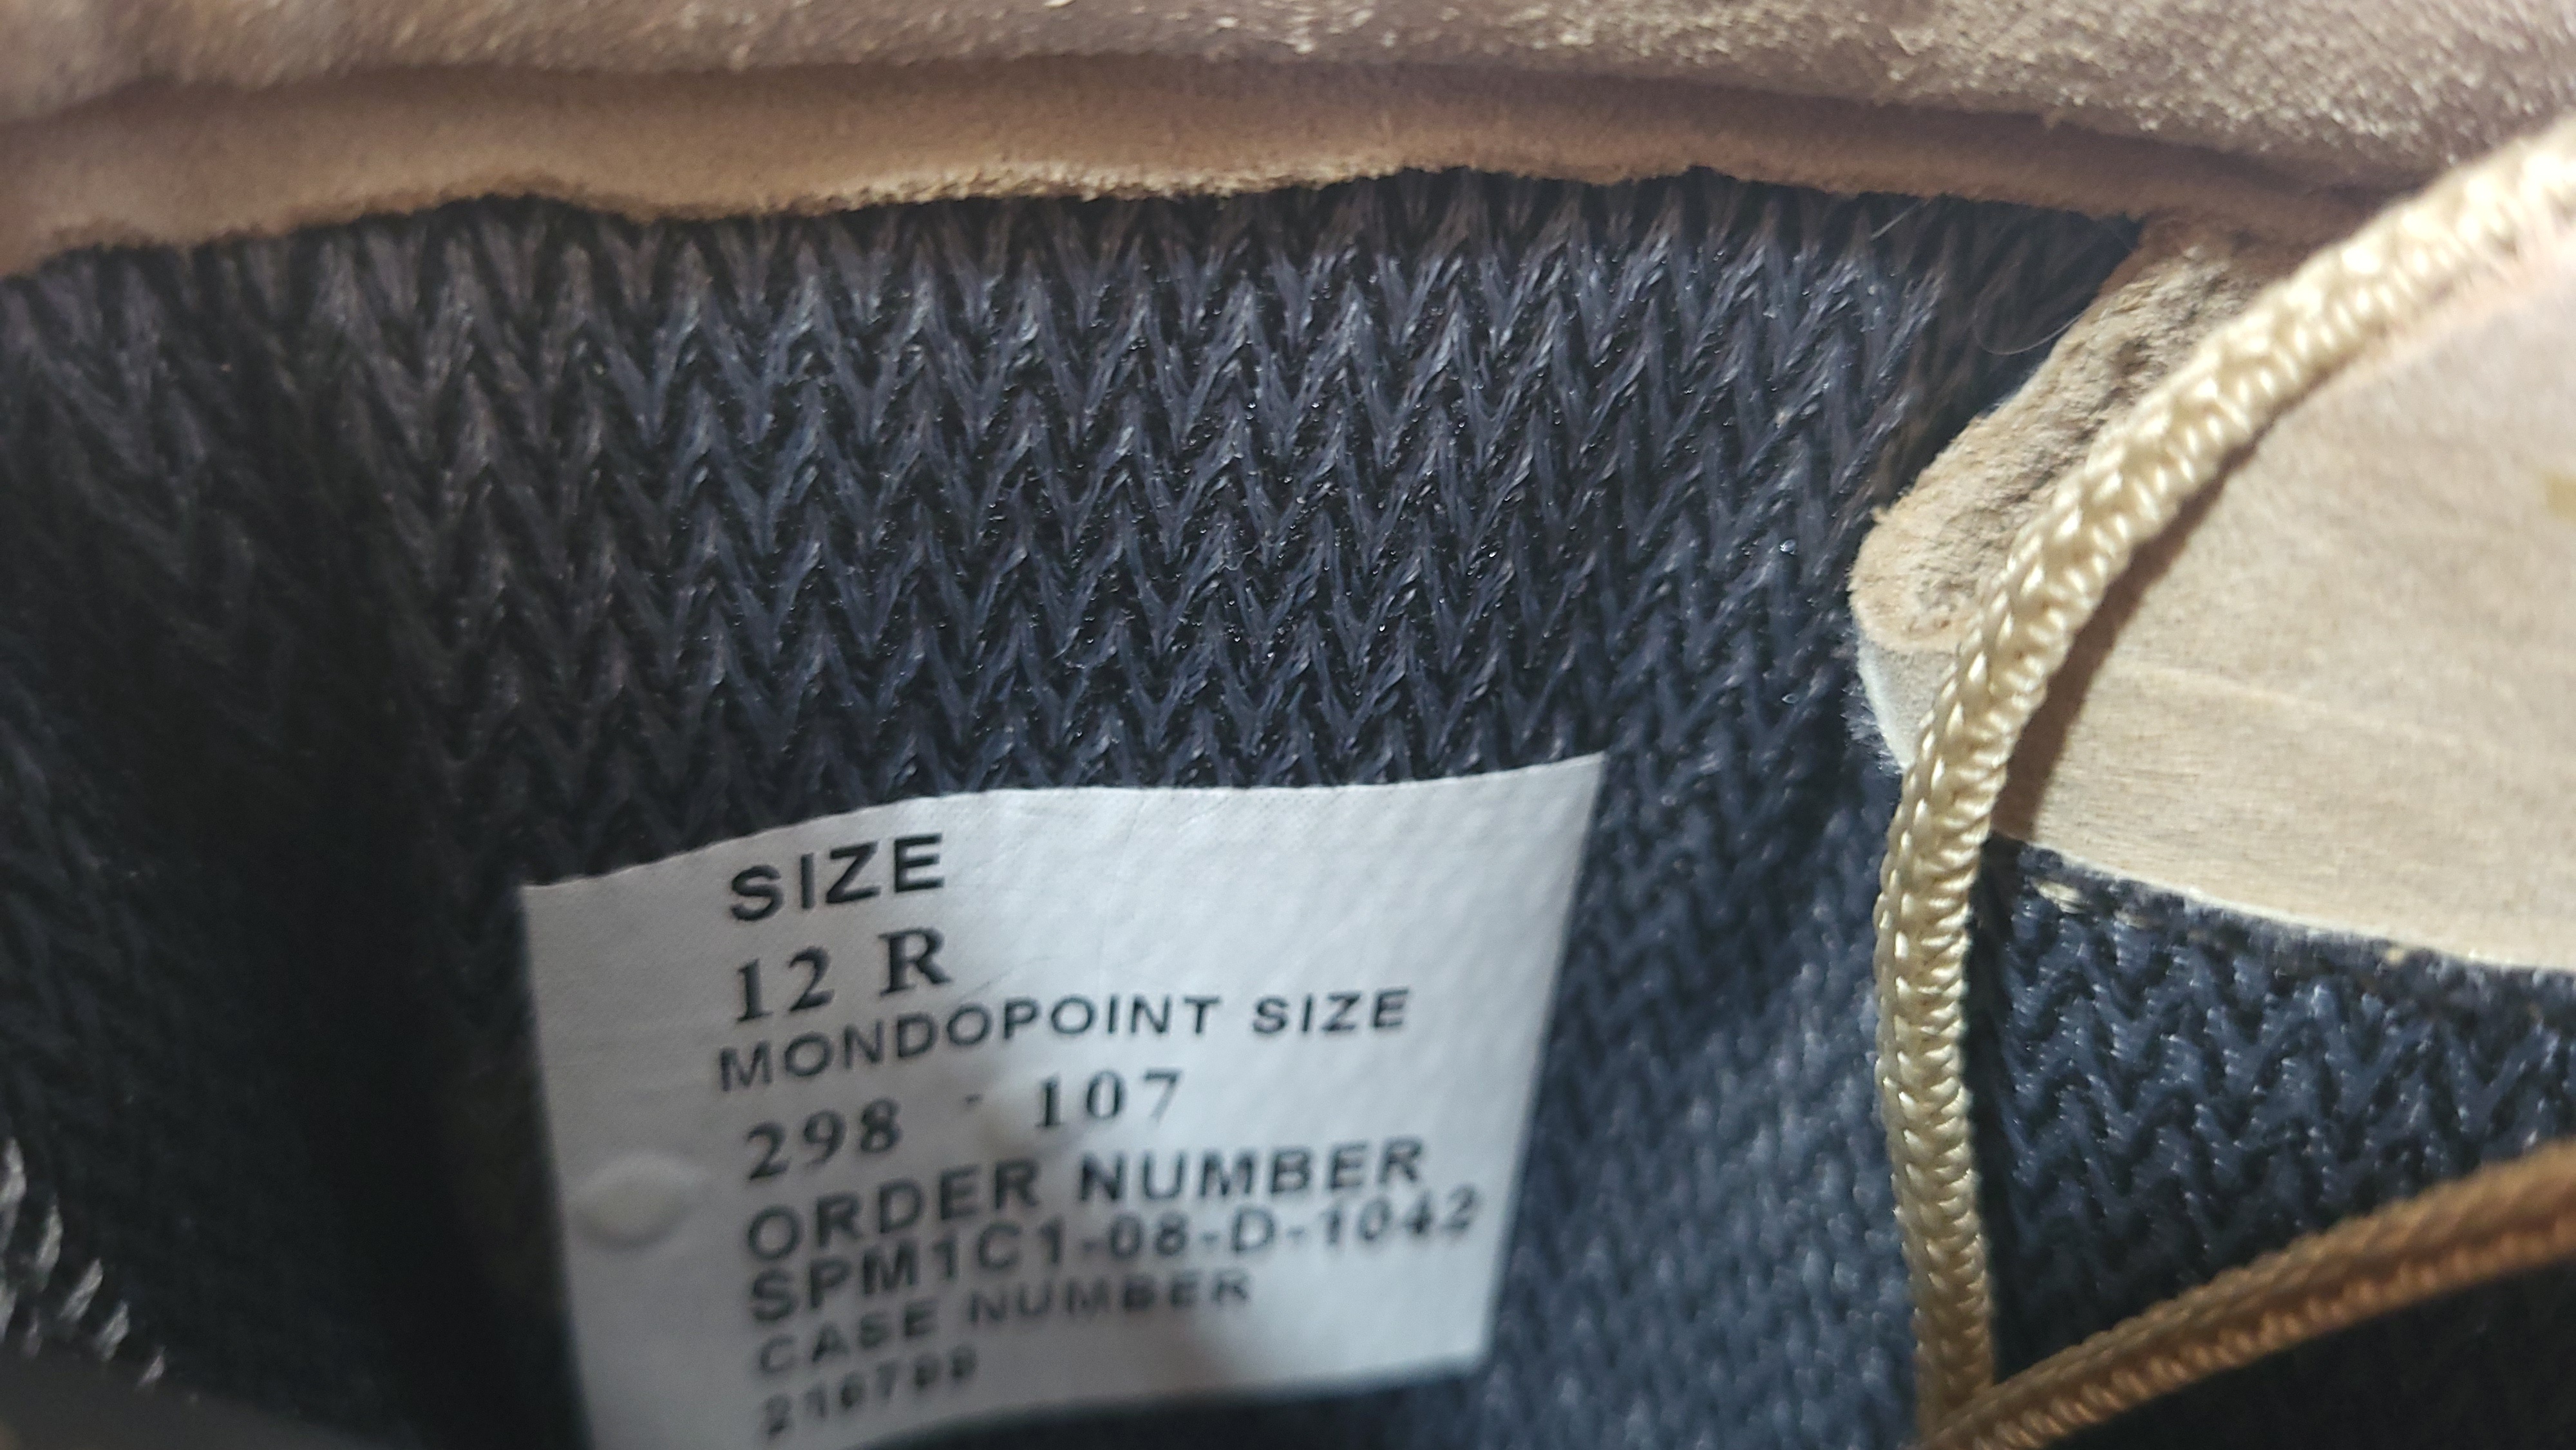 SIZE
12 R
MONDOPOINT SIZE
298 - 107
ORDER NUMBER
SPM1C1-08-D-1042
CASE NUMBER